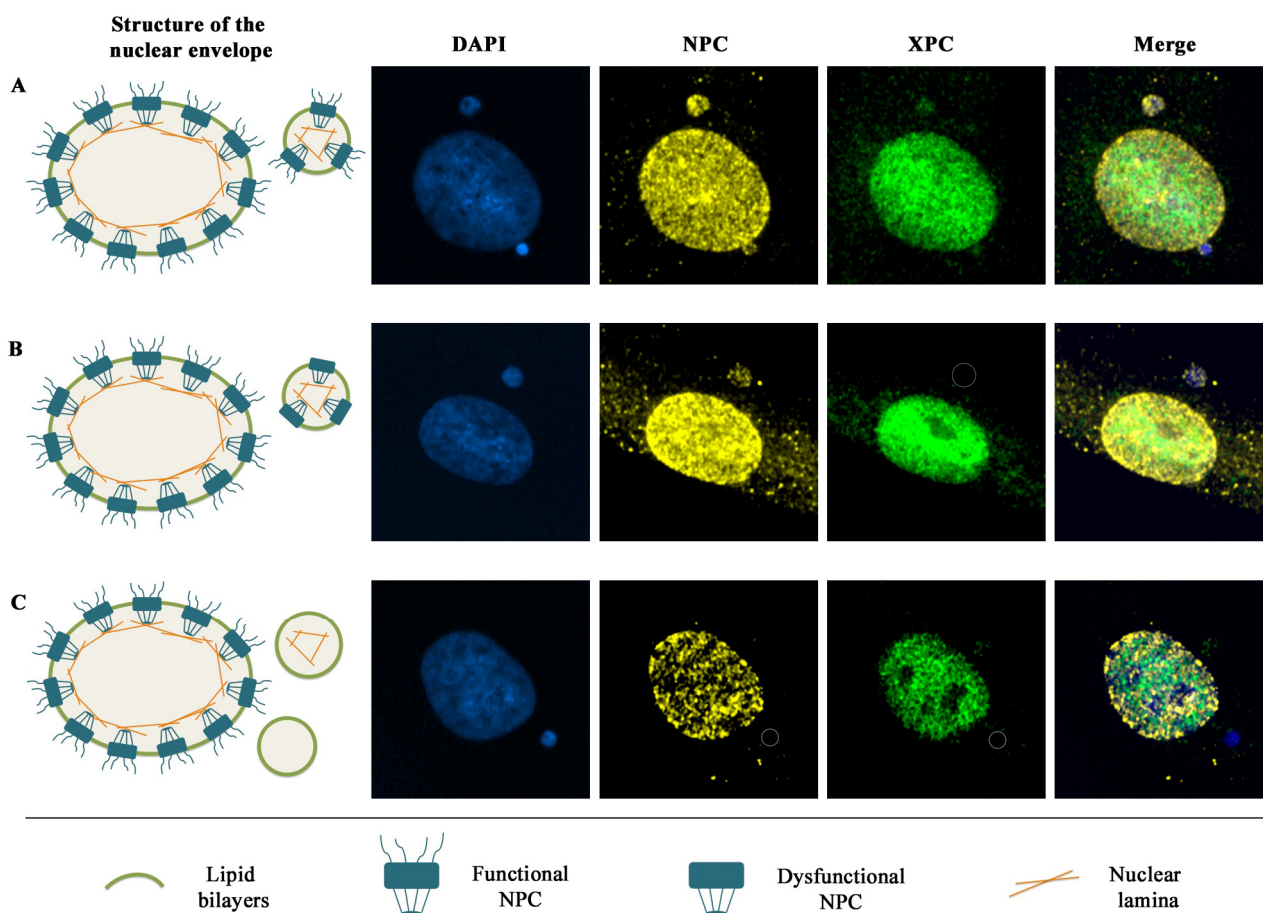 Structure of the
nuclear envelope
DAPI
NPC
XPC
Merge
A
B
C
Lipid
bilayers
Functional
NPC
Dysfunctional
NPC
Nuclear
lamina